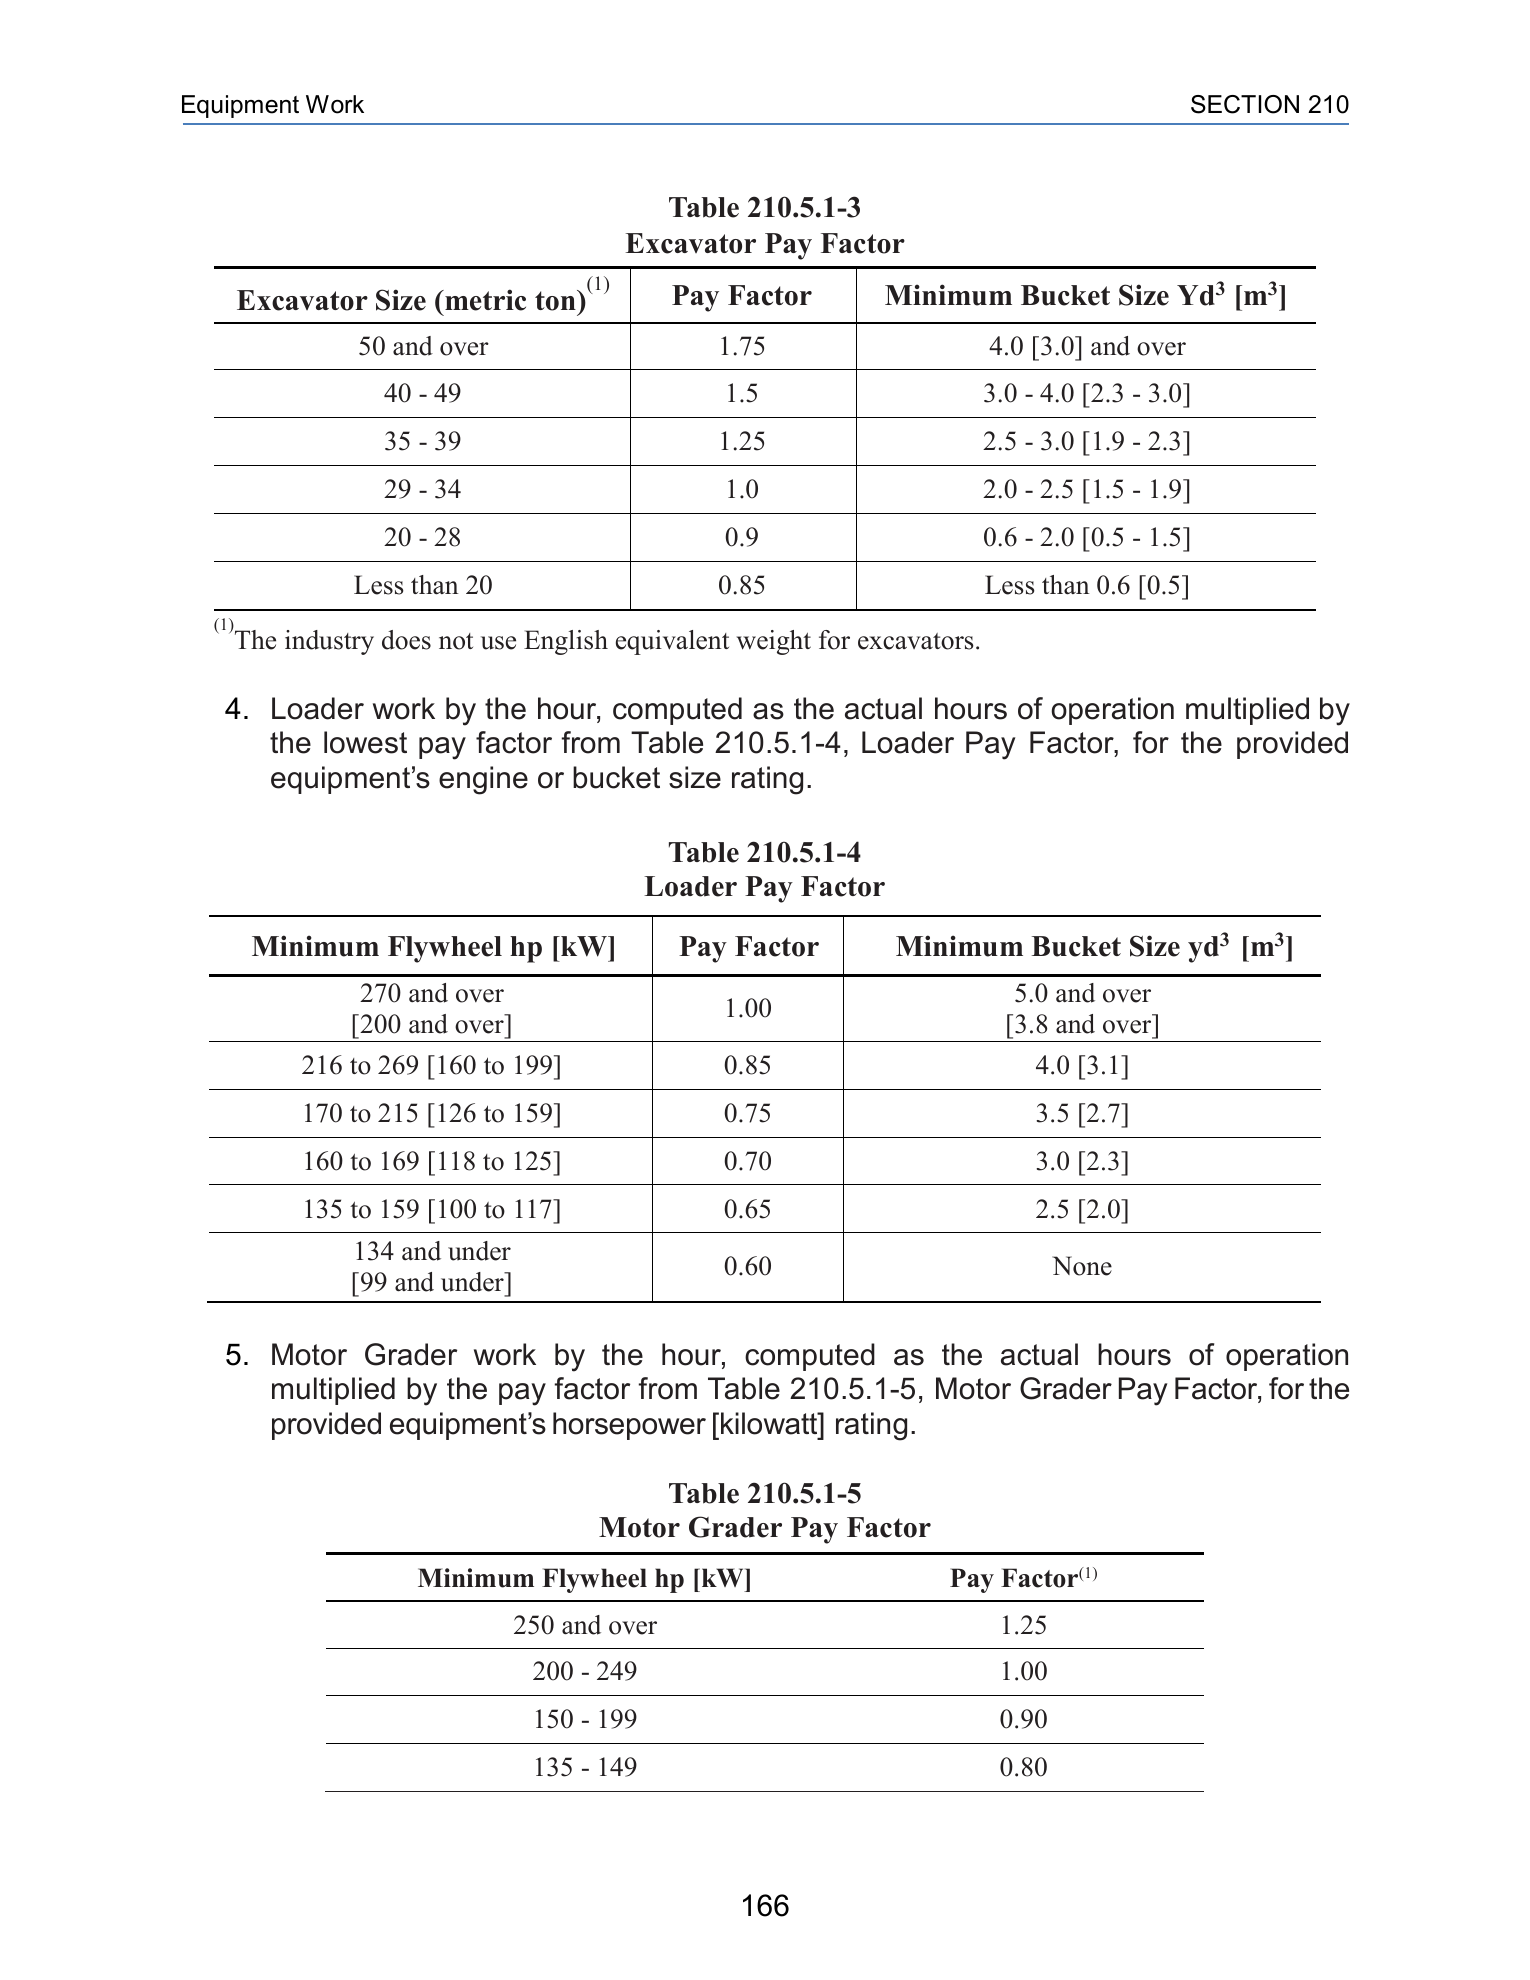 Equipment Work SECTION 210
Table 210.5.1-3
Excavator Pay Factor
Excavator Size (metric ton)(1) Pay Factor Minimum Bucket Size Yd³ [m³]
50 and over 1.75 4.0 [3.0] and over
40 - 49 1.5 3.0 - 4.0 [2.3 - 3.0]
35 - 39 1.25 2.5 - 3.0 [1.9 - 2.3]
29 - 34 1.0 2.0 - 2.5 [1.5 - 1.9]
20 - 28 0.9 0.6 - 2.0 [0.5 - 1.5]
Less than 20 0.85 Less than 0.6 [0.5]
(1)The industry does not use English equivalent weight for excavators.
4. Loader work by the hour, computed as the actual hours of operation multiplied by
the lowest pay factor from Table 210.5.1-4, Loader Pay Factor, for the provided
equipment’s engine or bucket size rating.
Table 210.5.1-4
Loader Pay Factor
Minimum Flywheel hp [kW] Pay Factor Minimum Bucket Size yd³ [m³]
270 and over
[200 and over] 1.00 5.0 and over
[3.8 and over]
216 to 269 [160 to 199] 0.85 4.0 [3.1]
170 to 215 [126 to 159] 0.75 3.5 [2.7]
160 to 169 [118 to 125] 0.70 3.0 [2.3]
135 to 159 [100 to 117] 0.65 2.5 [2.0]
134 and under
[99 and under] 0.60 None
5. Motor Grader work by the hour, computed as the actual hours of operation
multiplied by the pay factor from Table 210.5.1-5, Motor Grader Pay Factor, for the
provided equipment’s horsepower [kilowatt] rating.
Table 210.5.1-5
Motor Grader Pay Factor
Minimum Flywheel hp [kW] Pay Factor(1)
250 and over 1.25
200 - 249 1.00
150 - 199 0.90
135 - 149 0.80
166